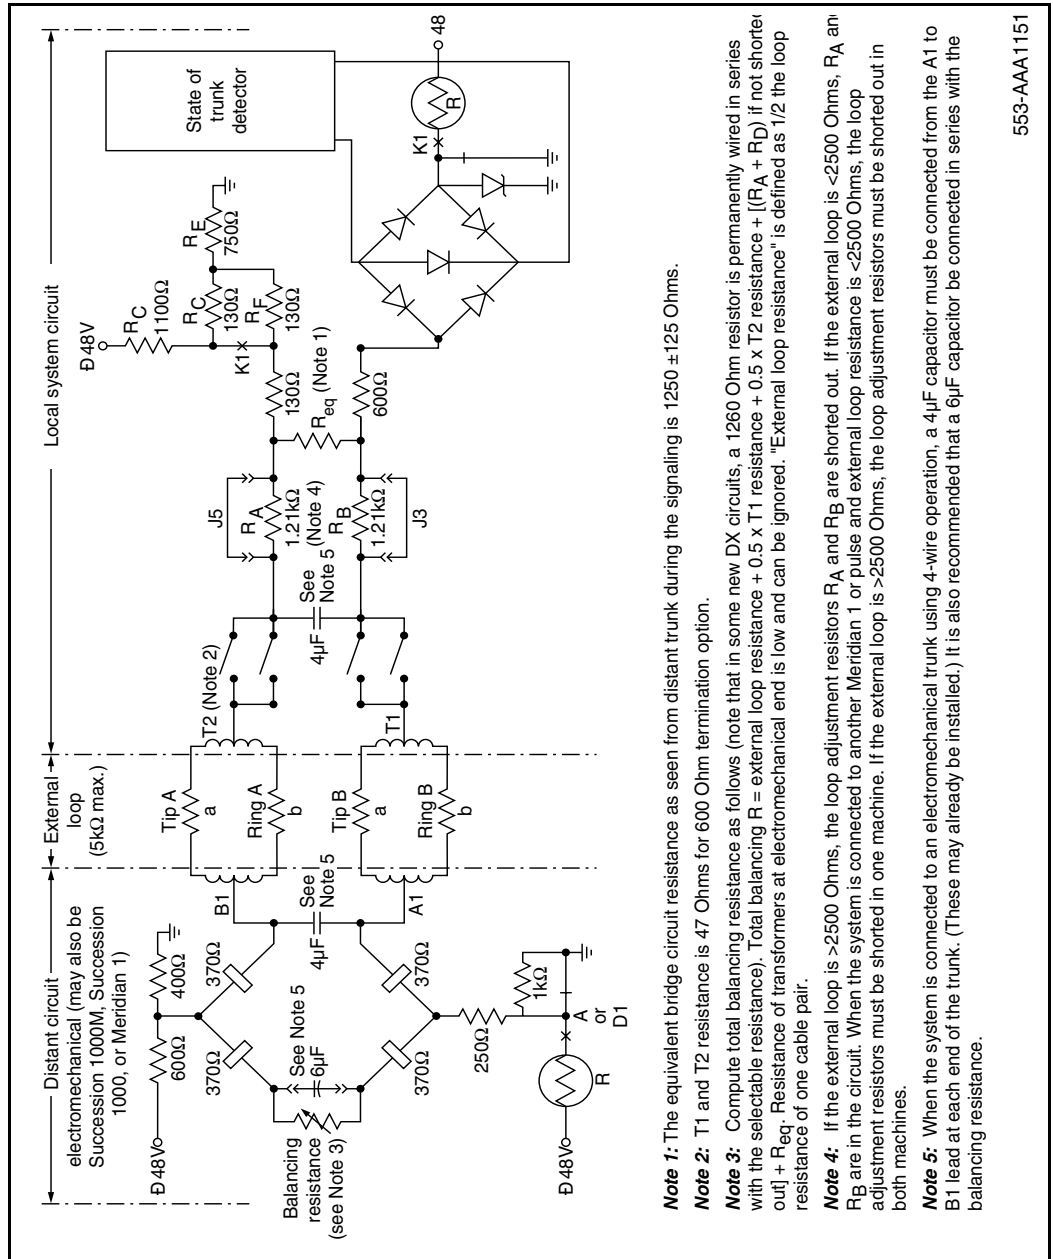 Distant circuit
External loop (5kΩ max.)
Local system circuit
electromechanical (may also be
Succession 1000M, Succession
1000, or Meridian 1)
Ð48V
600Ω
400Ω
370Ω
370Ω
370Ω
370Ω
Balancing
resistance
(see Note 3)
See Note 5
6µF
4µF
See
Note 5
B1
A1
250Ω
1kΩ
A
or
D1
R
Ð48V
Tip A
a
Ring A
b
Tip B
a
Ring B
b
T2 (Note 2)
T1
4µF
See
Note 5
J5
RA
1.21kΩ
(Note 4)
RB
1.21kΩ
J3
Req (Note 1)
130Ω
600Ω
Ð48V
RC
1100Ω
K1
RC
130Ω
RF
130Ω
RE
750Ω
State of
trunk
detector
K1
R
48
Note 1: The equivalent bridge circuit resistance as seen from distant trunk during the signaling is 1250 ±125 Ohms.
Note 2: T1 and T2 resistance is 47 Ohms for 600 Ohm termination option.
Note 3: Compute total balancing resistance as follows (note that in some new DX circuits, a 1260 Ohm resistor is permanently wired in series
with the selectable resistance). Total balancing R = external loop resistance + 0.5 x T1 resistance + 0.5 x T2 resistance + [(RA + RD) if not shorted
out] + Req. Resistance of transformers at electromechanical end is low and can be ignored. "External loop resistance" is defined as 1/2 the loop
resistance of one cable pair.
Note 4: If the external loop is >2500 Ohms, the loop adjustment resistors RA and RB are shorted out. If the external loop is <2500 Ohms, RA and
RB are in the circuit. When the system is connected to another Meridian 1 or pulse and external loop resistance is <2500 Ohms, the loop
adjustment resistors must be shorted in one machine. If the external loop is >2500 Ohms, the loop adjustment resistors must be shorted out in
both machines.
Note 5: When the system is connected to an electromechanical trunk using 4-wire operation, a 4µF capacitor must be connected from the A1 to
B1 lead at each end of the trunk. (These may already be installed.) It is also recommended that a 6µF capacitor be connected in series with the
balancing resistance.
553-AAA1151